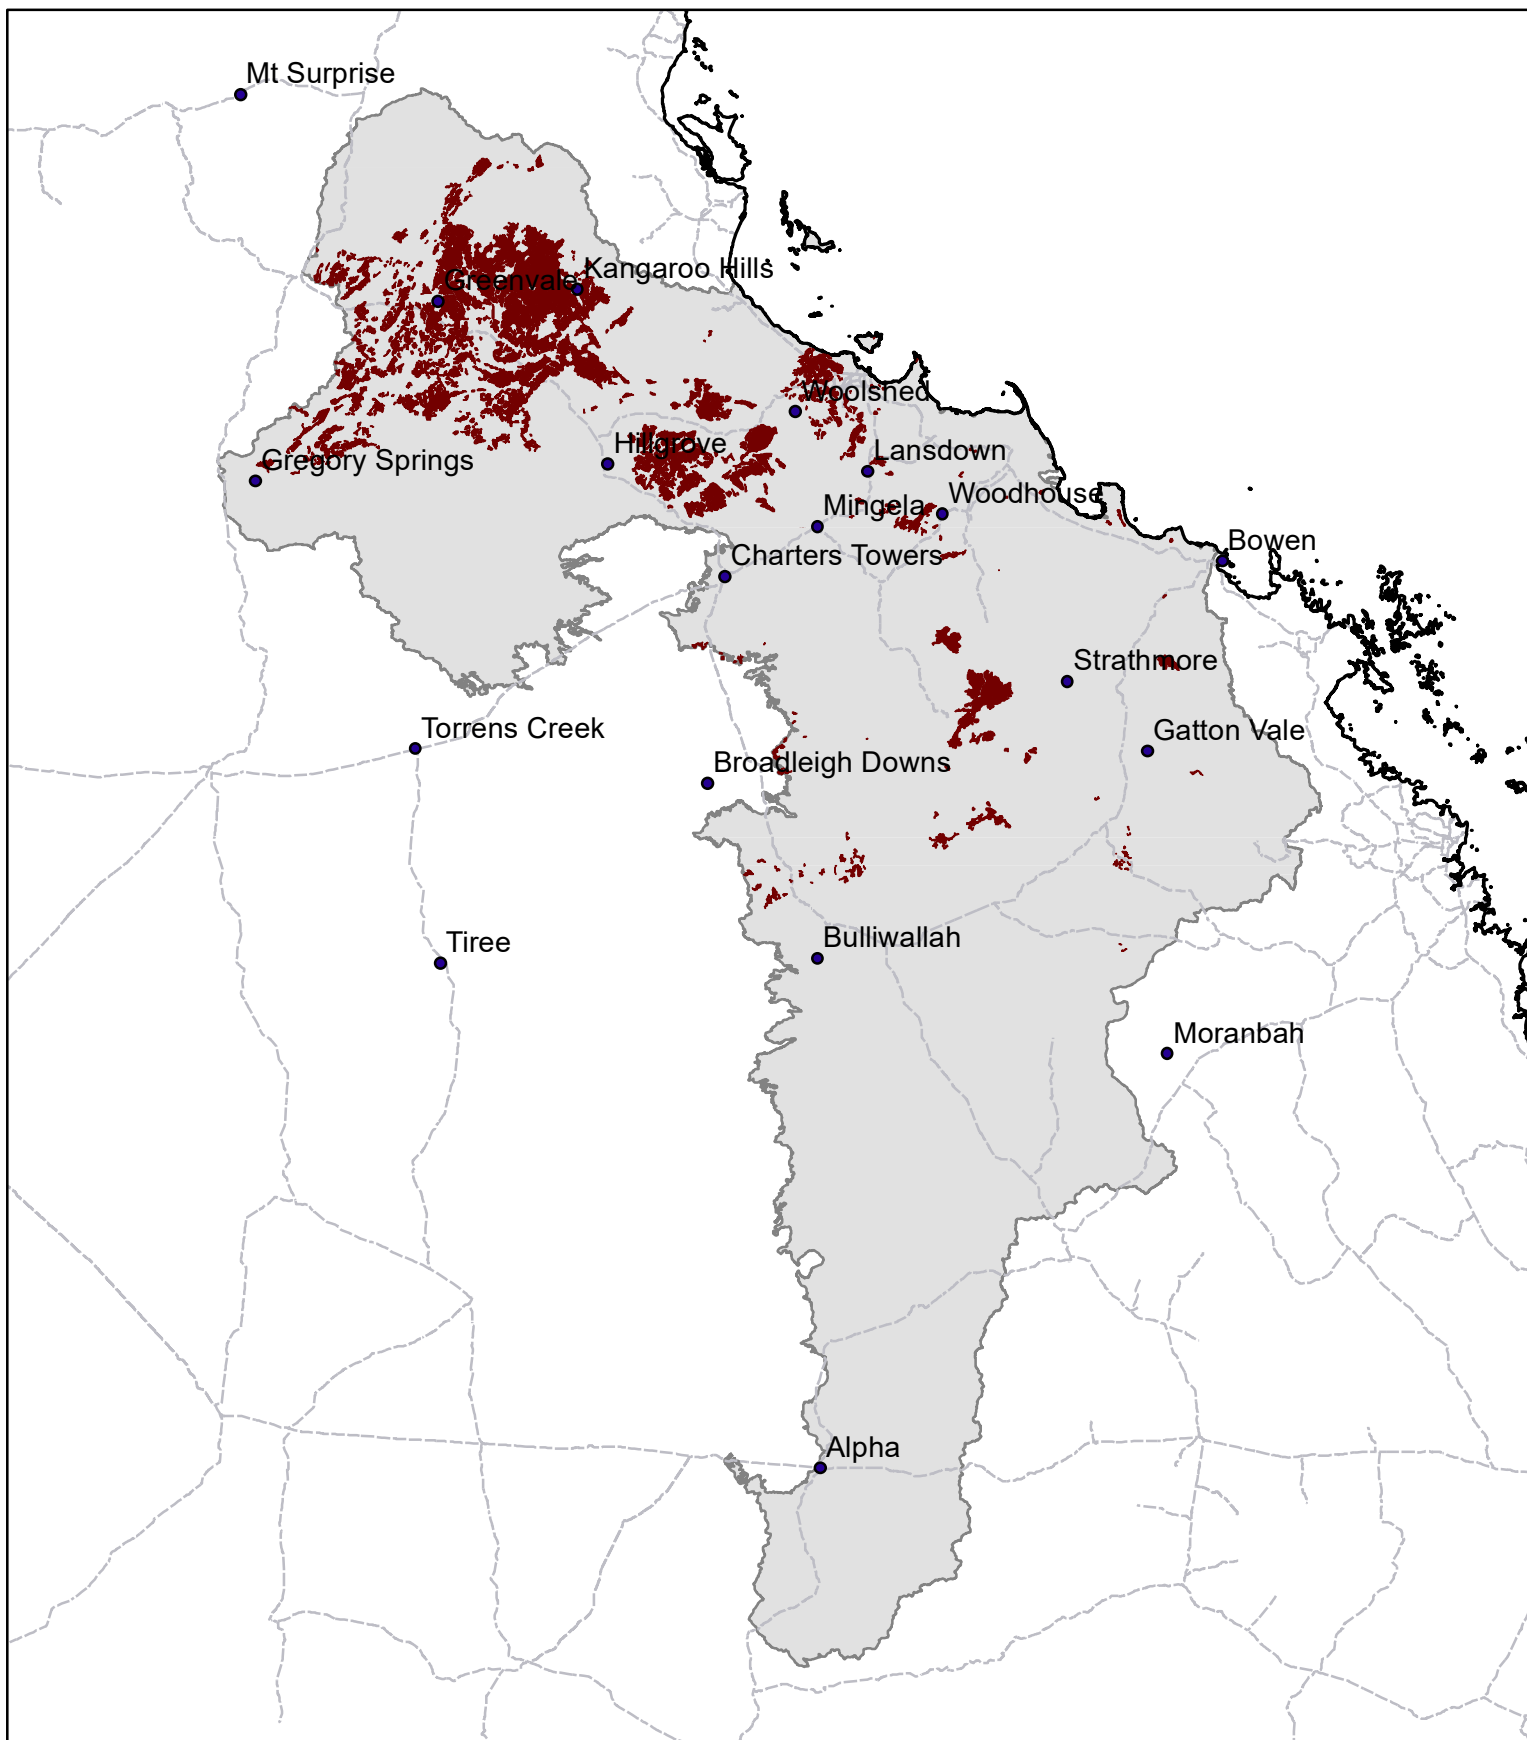 Mt Surprise
Kangaroo Hills
Greenvale
Woolshed
Hillgrove
Lansdown
Gregory Springs
Woodhouse
Mingela
Bowen
Charters Towers
Strathmore
Torrens Creek
Gatton Vale
Broadleigh Downs
Bulliwallah
Tiree
Moranbah
Alpha